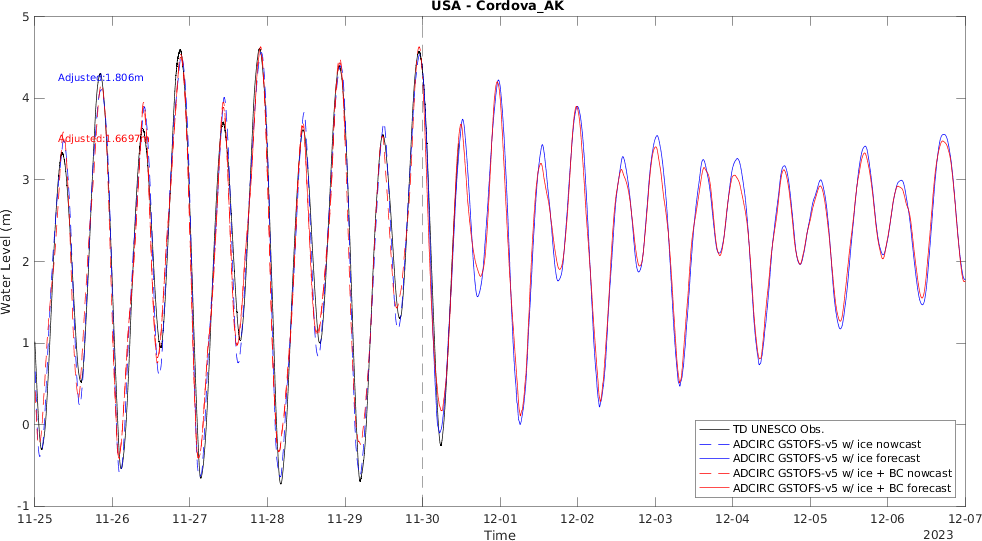 USA - Cordova_AK
5
4
3
2
1
0
-1
Water Level (m)
Adjusted:1.806m
Adjusted:1.6697m
TD UNESCO Obs.
ADCIRC GSTOFS-v5 w/ ice nowcast
ADCIRC GSTOFS-v5 w/ ice forecast
ADCIRC GSTOFS-v5 w/ ice + BC nowcast
ADCIRC GSTOFS-v5 w/ ice + BC forecast
11-25 11-26 11-27 11-28 11-29 11-30 12-01 12-02 12-03 12-04 12-05 12-06 12-07
Time
2023